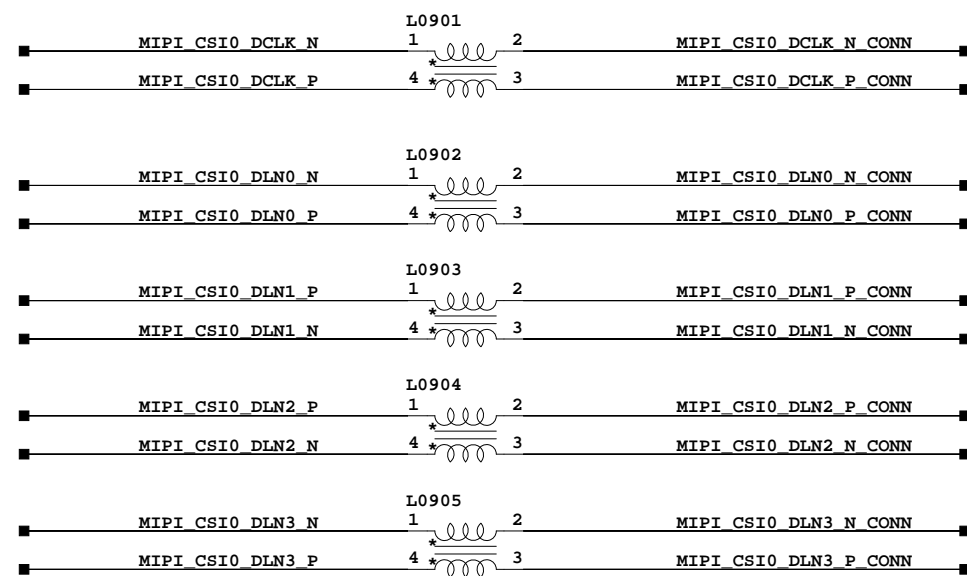 L0901
MIPI_CSI0_DCLK_N 1 2 MIPI_CSI0_DCLK_N_CONN
*
MIPI_CSI0_DCLK_P 4 * 3 MIPI_CSI0_DCLK_P_CONN
L0902
MIPI_CSI0_DLN0_N 1 2 MIPI_CSI0_DLN0_N_CONN
*
MIPI_CSI0_DLN0_P 4 * 3 MIPI_CSI0_DLN0_P_CONN
L0903
MIPI_CSI0_DLN1_P 1 2 MIPI_CSI0_DLN1_P_CONN
*
MIPI_CSI0_DLN1_N 4 * 3 MIPI_CSI0_DLN1_N_CONN
L0904
MIPI_CSI0_DLN2_P 1 2 MIPI_CSI0_DLN2_P_CONN
*
MIPI_CSI0_DLN2_N 4 * 3 MIPI_CSI0_DLN2_N_CONN
L0905
MIPI_CSI0_DLN3_N 1 2 MIPI_CSI0_DLN3_N_CONN
*
MIPI_CSI0_DLN3_P 4 * 3 MIPI_CSI0_DLN3_P_CONN